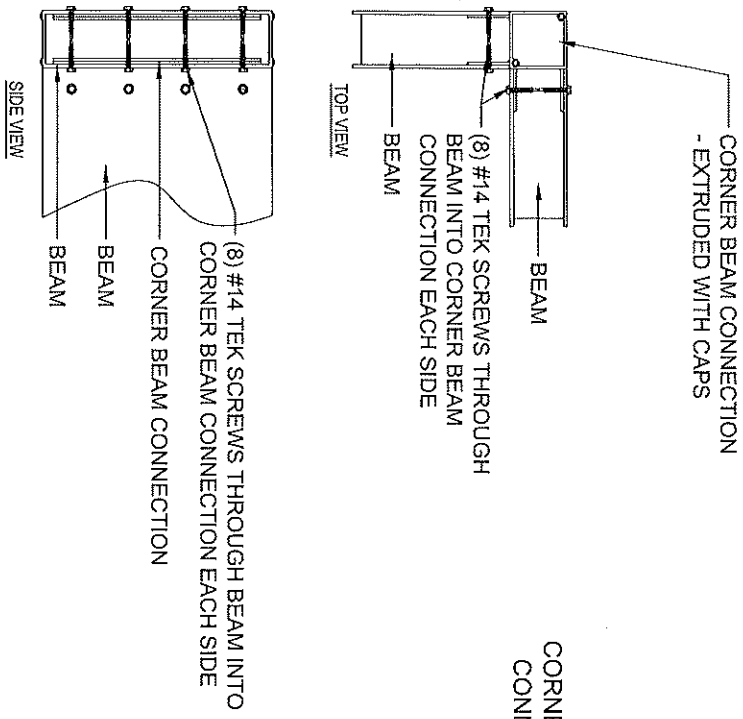 CORNER BEAM CONNECTION
- EXTRUDED WITH CAPS
BEAM
(8) #14 TEK SCREWS THROUGH
BEAM INTO CORNER BEAM
CONNECTION EACH SIDE
BEAM
TOP VIEW
(8) #14 TEK SCREWS THROUGH BEAM INTO
CORNER BEAM CONNECTION EACH SIDE
CORNER BEAM CONNECTION
BEAM
BEAM
SIDE VIEW